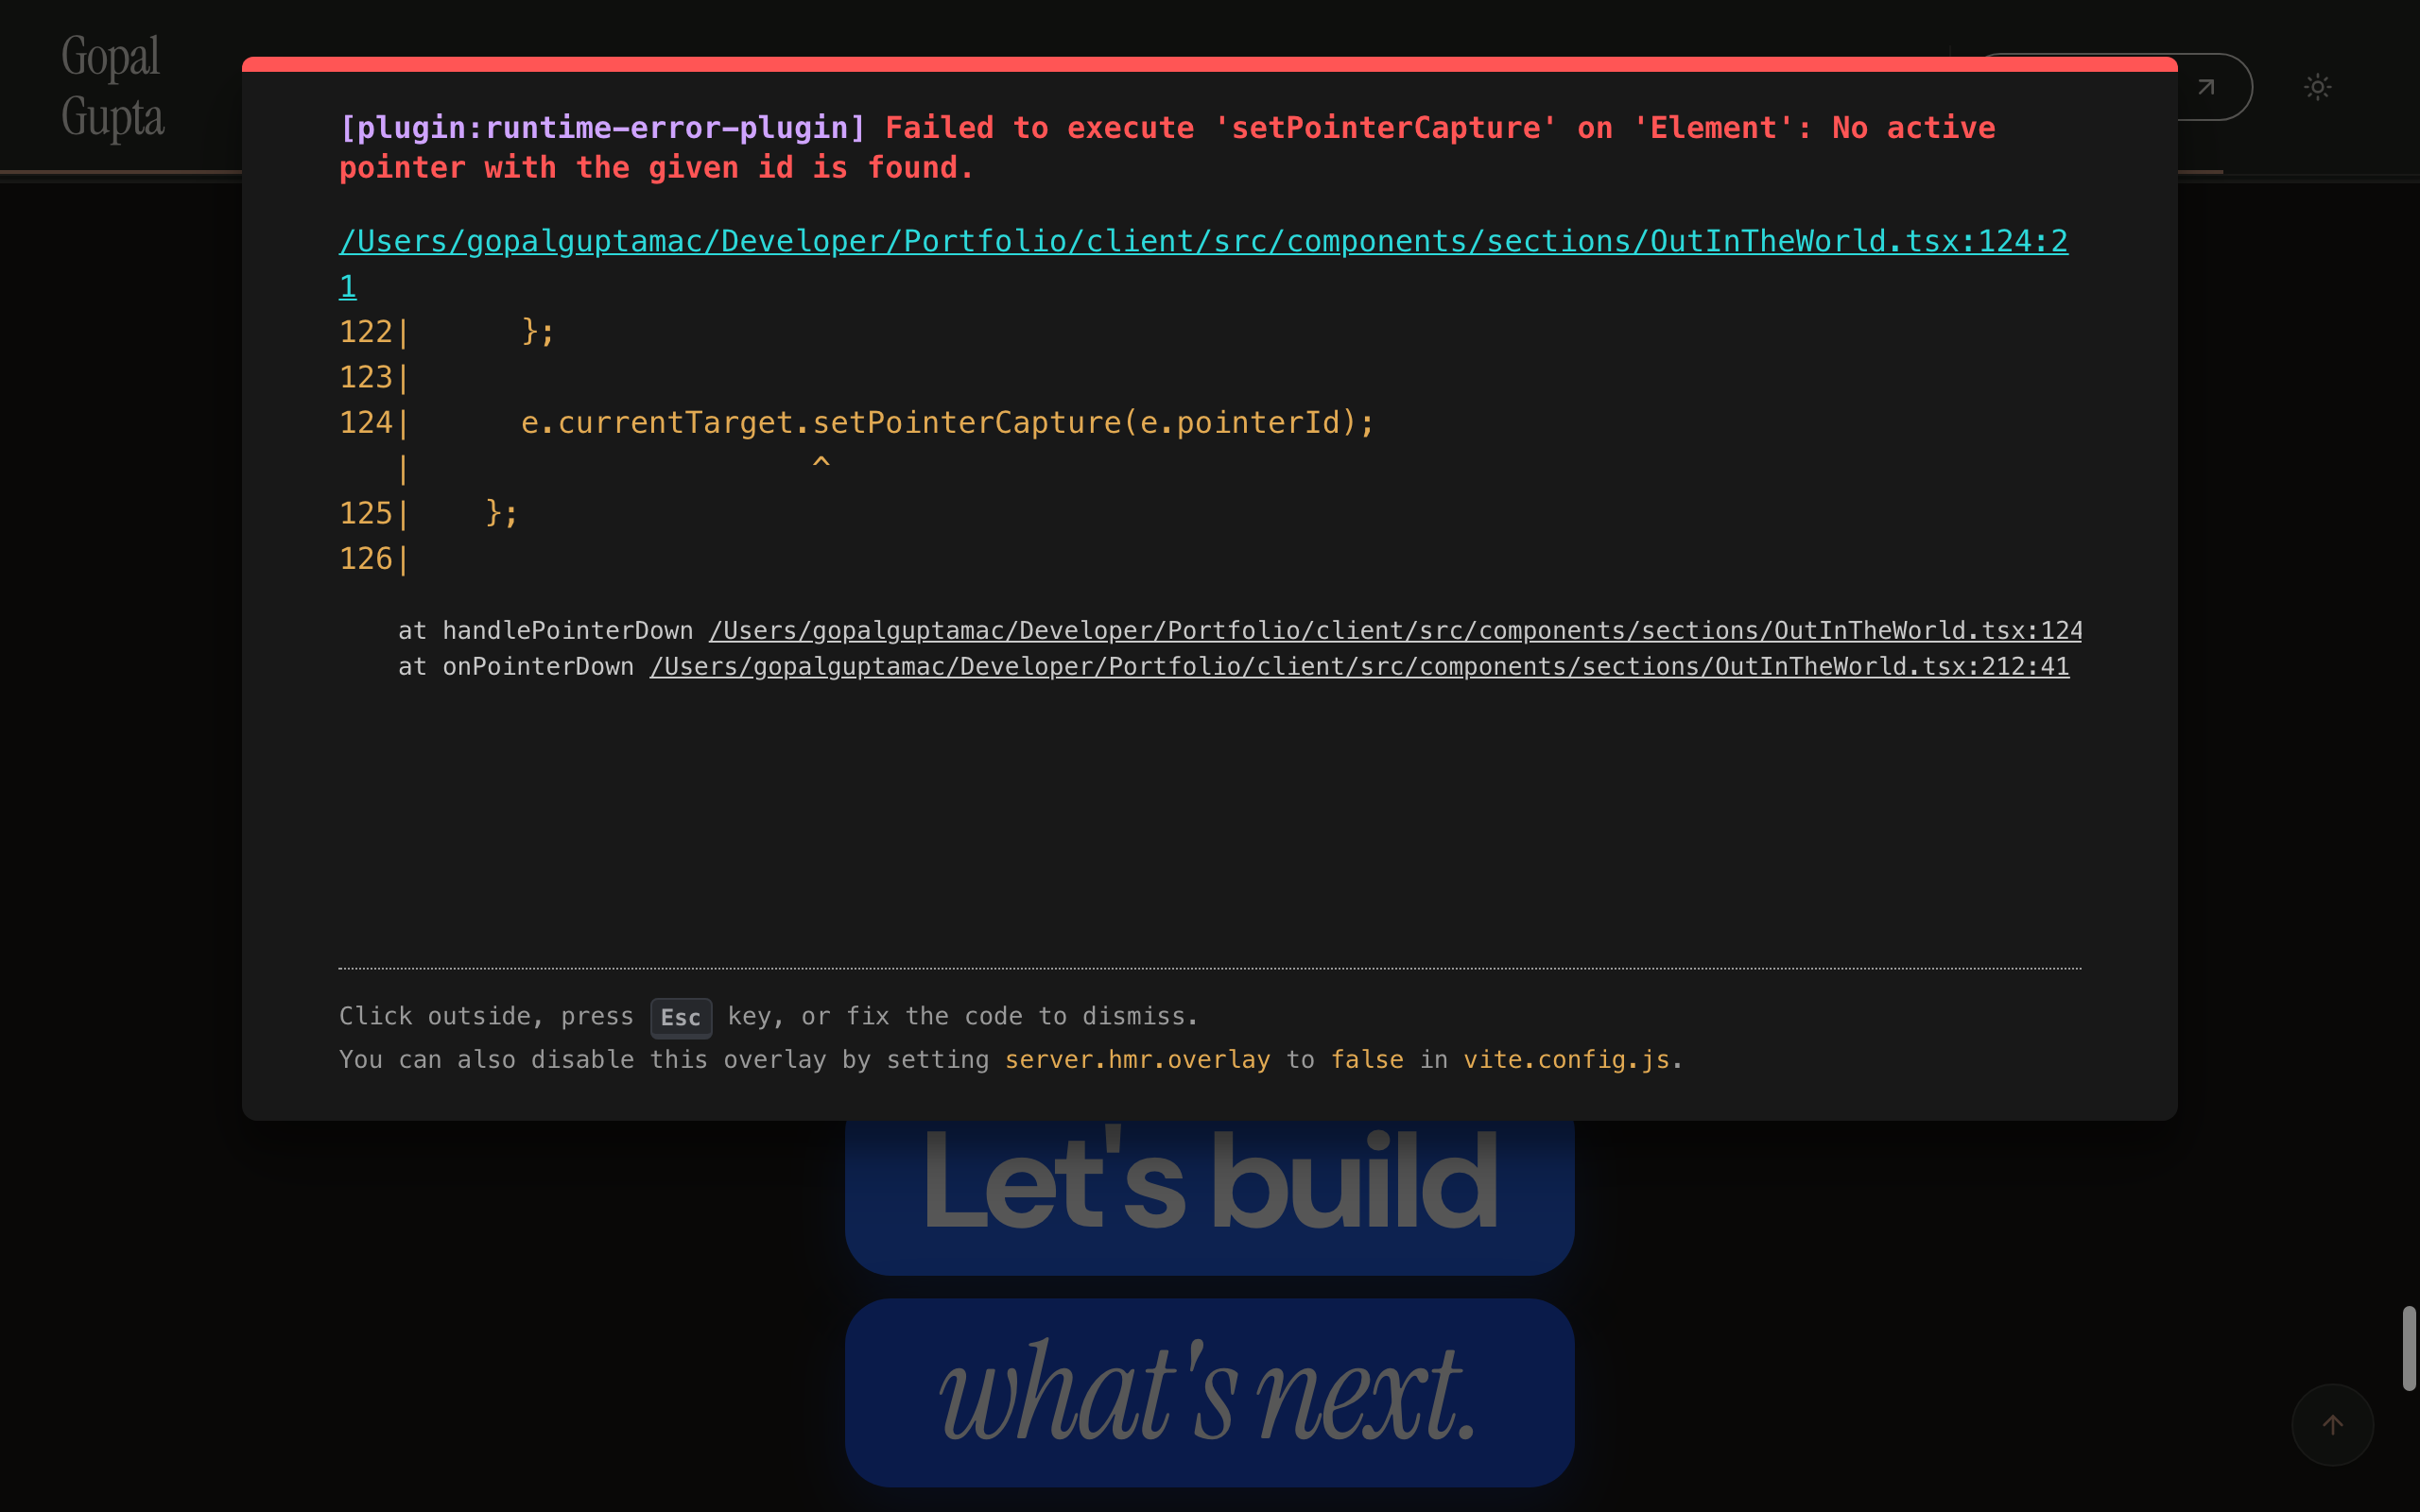 Gopal
Gupta
[plugin:runtime-error-plugin] Failed to execute 'setPointerCapture' on 'Element': No active
pointer with the given id is found.
/Users/gopalguptamac/Developer/Portfolio/client/src/components/sections/OutInTheWorld.tsx:124:2
1
122|      };
123|
124|      e.currentTarget.setPointerCapture(e.pointerId);
   |                      ^
125|    };
126|
at handlePointerDown /Users/gopalguptamac/Developer/Portfolio/client/src/components/sections/OutInTheWorld.tsx:124
at onPointerDown /Users/gopalguptamac/Developer/Portfolio/client/src/components/sections/OutInTheWorld.tsx:212:41
Click outside, press Esc key, or fix the code to dismiss.
You can also disable this overlay by setting server.hmr.overlay to false in vite.config.js.
Let's build
what's next.